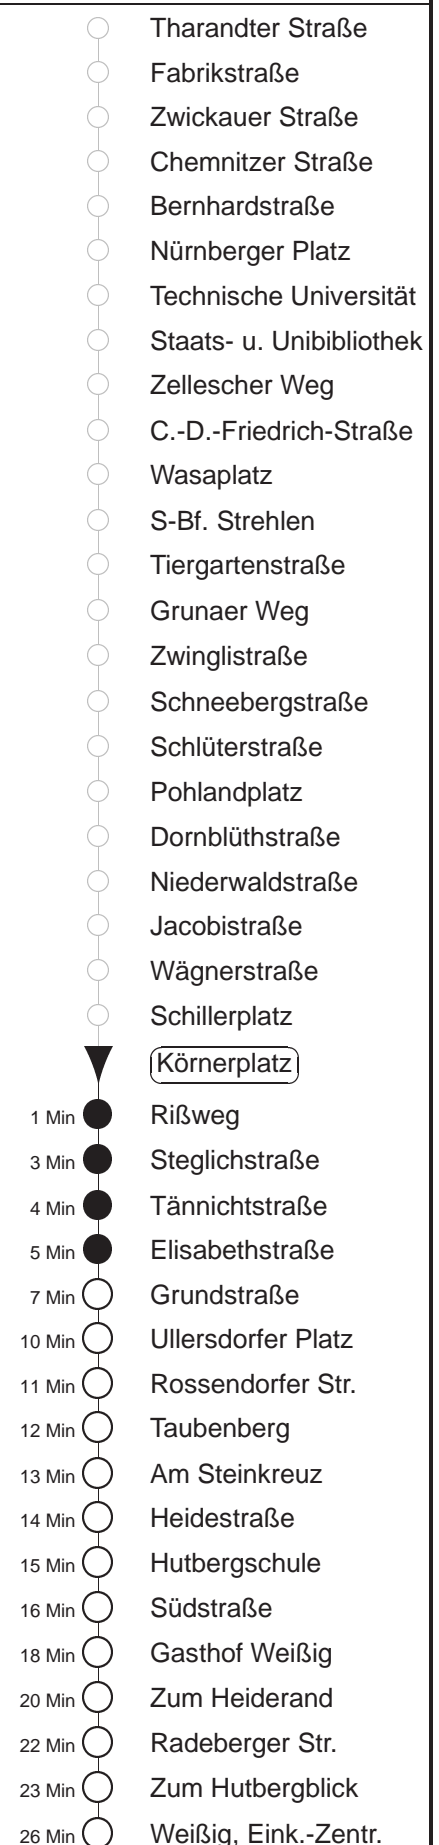 Tharandter Straße
Fabrikstraße
Zwickauer Straße
Chemnitzer Straße
Bernhardstraße
Nürnberger Platz
Technische Universität
Staats- u. Unibibliothek
Zellescher Weg
C.-D.-Friedrich-Straße
Wasaplatz
S-Bf. Strehlen
Tiergartenstraße
Grunaer Weg
Zwinglistraße
Schneebergstraße
Schlüterstraße
Pohlandplatz
Dornblüthstraße
Niederwaldstraße
Jacobistraße
Wägnerstraße
Schillerplatz
Körnerplatz
1 Min Rißweg
3 Min Steglichstraße
4 Min Tännichtstraße
5 Min Elisabethstraße
7 Min Grundstraße
10 Min Ullersdorfer Platz
11 Min Rossendorfer Str.
12 Min Taubenberg
13 Min Am Steinkreuz
14 Min Heidestraße
15 Min Hutbergschule
16 Min Südstraße
18 Min Gasthof Weißig
20 Min Zum Heiderand
22 Min Radeberger Str.
23 Min Zum Hutbergblick
26 Min Weißig, Eink.-Zentr.